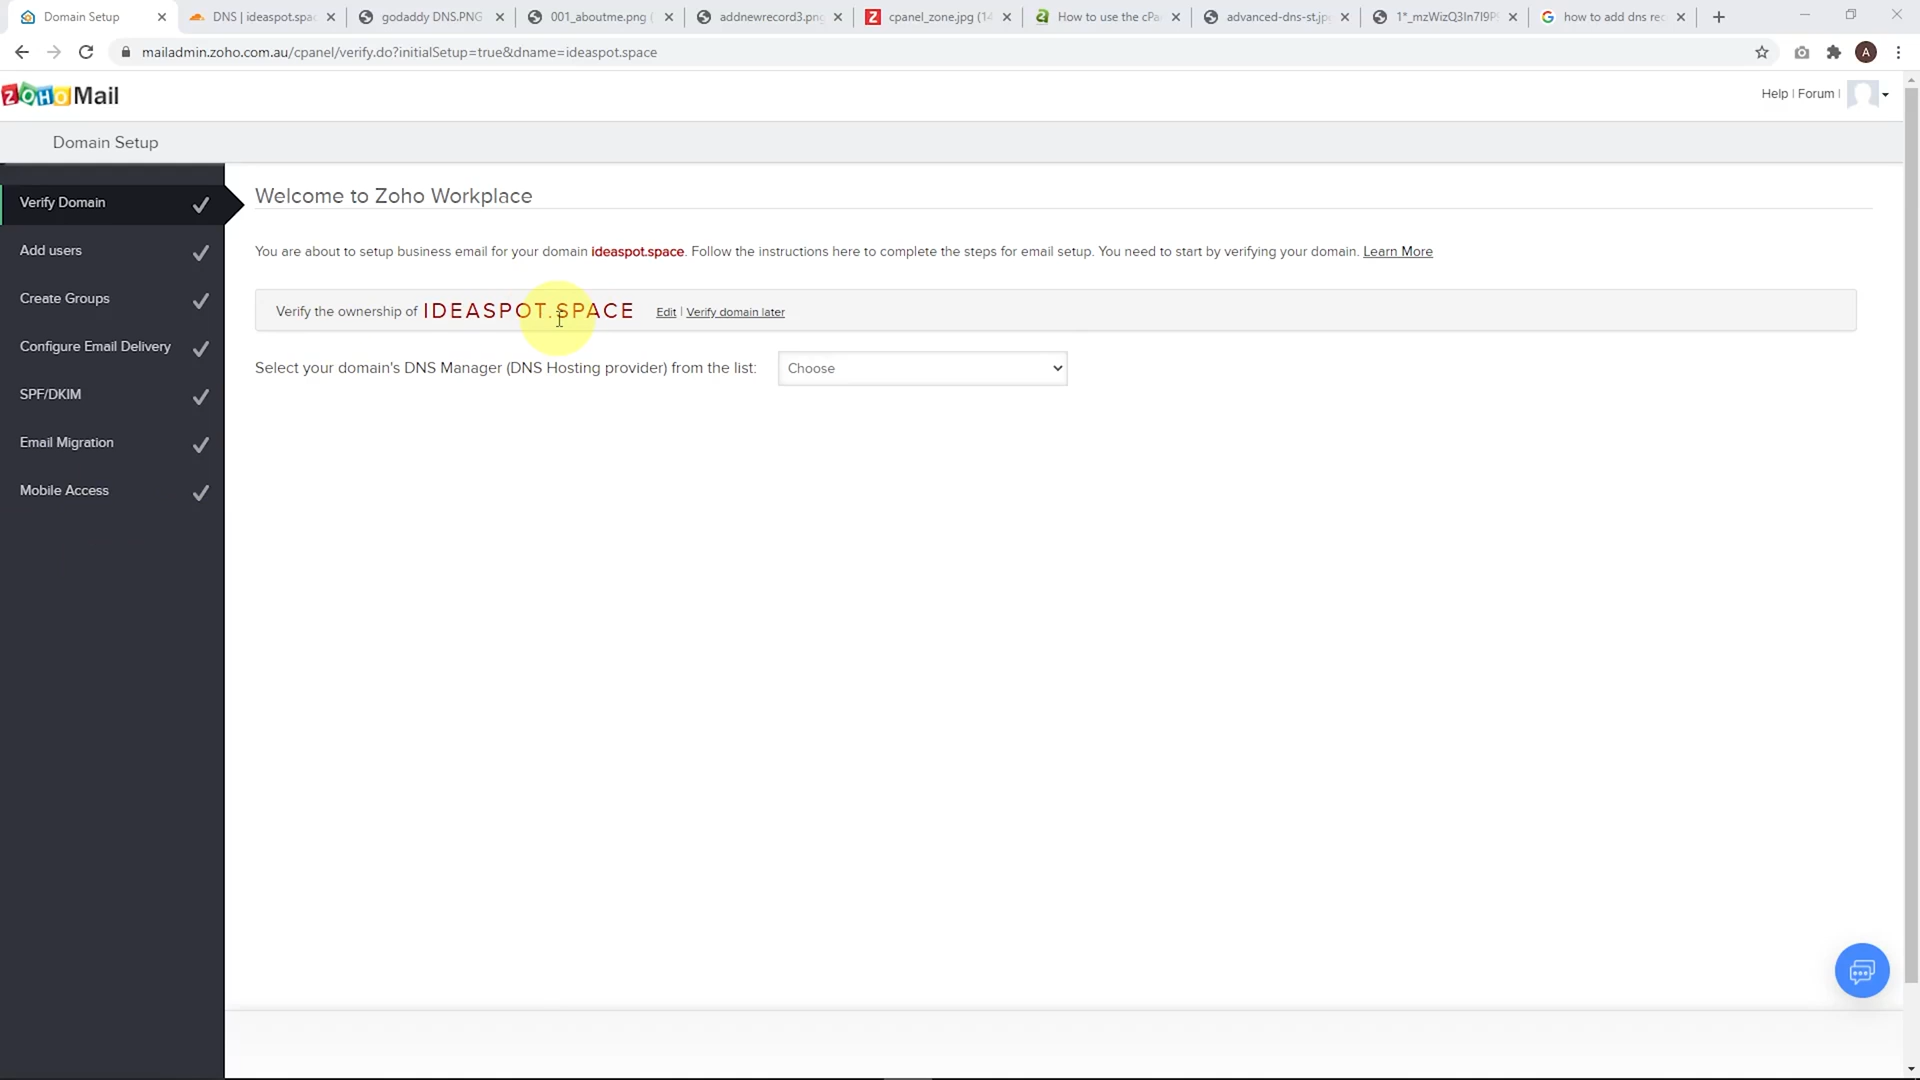 Domain Setup
DNS | ideaspot.spac
godaddy DNS.PNG
001_aboutme.png (
addnewrecord3.png
cpanel_zone.jpg (14
How to use the cPa
advanced-dns-st.jp
how to add dns rec
mailadmin.zoho.com.au/cpanel/verify.do?initialSetup=true&dname=ideaspot.space
A
ZOHO Mail
Help | Forum |
Domain Setup
Verify Domain
Add users
Create Groups
Configure Email Delivery
SPF/DKIM
Email Migration
Mobile Access
Welcome to Zoho Workplace
You are about to setup business email for your domain ideaspot.space. Follow the instructions here to complete the steps for email setup. You need to start by verifying your domain. Learn More
Verify the ownership of IDEASPOT.SPACE Edit | Verify domain later
Select your domain's DNS Manager (DNS Hosting provider) from the list: Choose